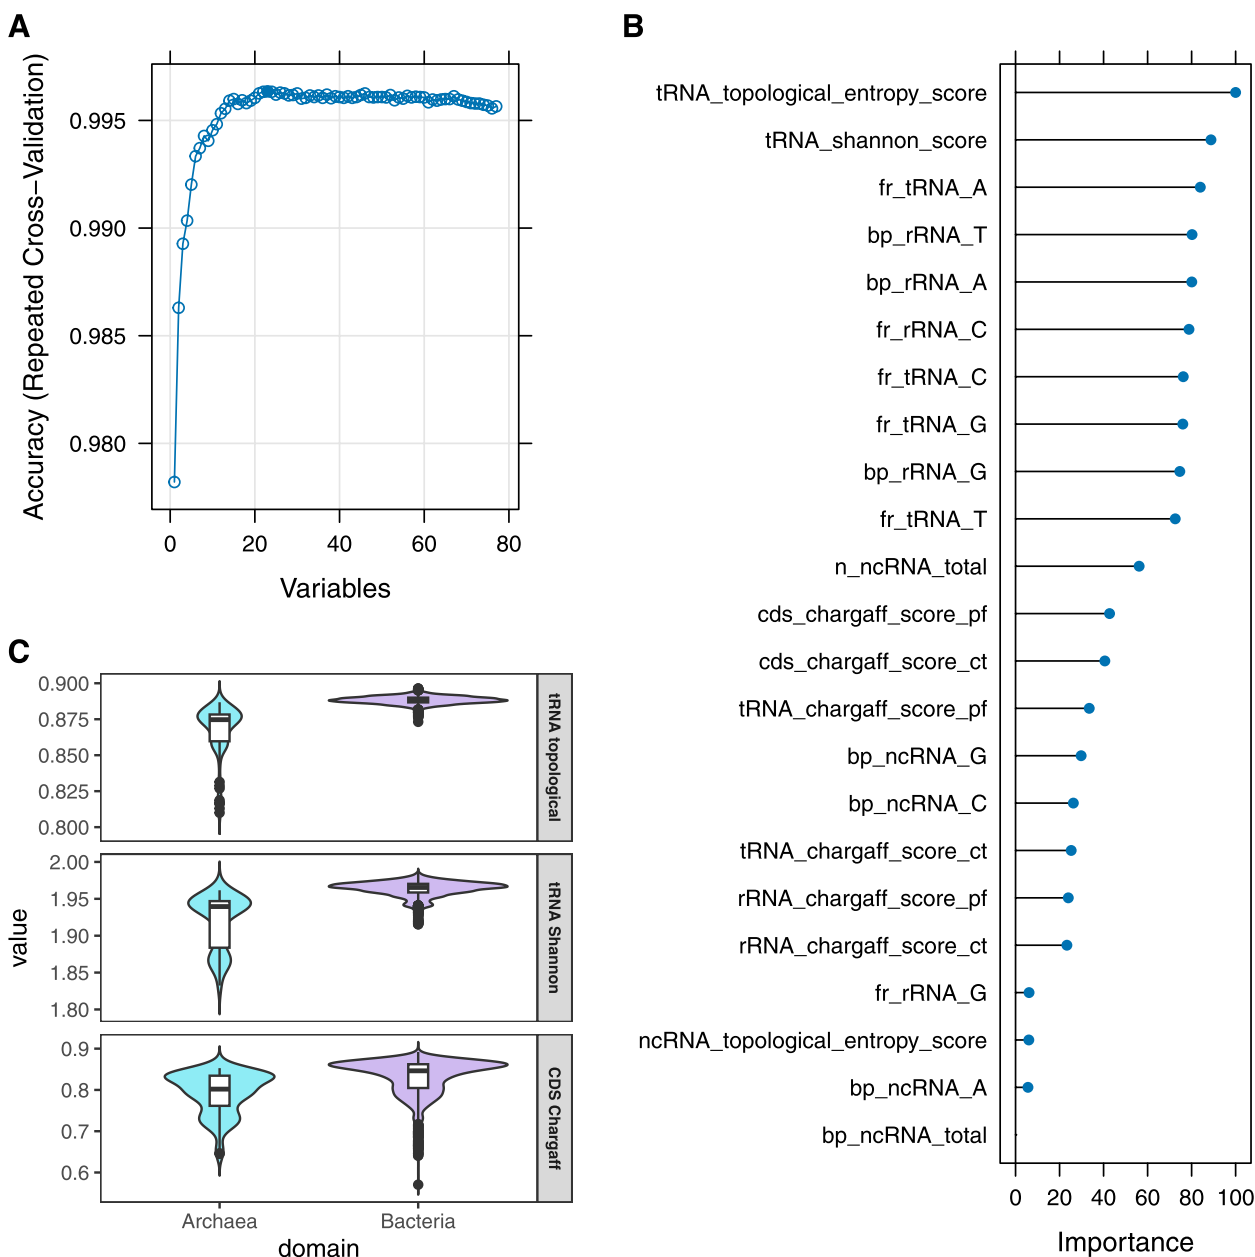 A
Accuracy (Repeated Cross−Validation)
0.995
0.990
0.985
0.980
0
20
40
60
80
Variables
B
tRNA_topological_entropy_score
tRNA_shannon_score
fr_tRNA_A
bp_rRNA_T
bp_rRNA_A
fr_rRNA_C
fr_tRNA_C
fr_tRNA_G
bp_rRNA_G
fr_tRNA_T
n_ncRNA_total
cds_chargaff_score_pf
cds_chargaff_score_ct
tRNA_chargaff_score_pf
bp_ncRNA_G
bp_ncRNA_C
tRNA_chargaff_score_ct
rRNA_chargaff_score_pf
rRNA_chargaff_score_ct
fr_rRNA_G
ncRNA_topological_entropy_score
bp_ncRNA_A
bp_ncRNA_total
0
20
40
60
80
100
Importance
C
value
0.900
0.875
0.850
0.825
0.800
tRNA topological
2.00
1.95
1.90
1.85
1.80
tRNA Shannon
0.9
0.8
0.7
0.6
CDS Chargaff
Archaea
Bacteria
domain